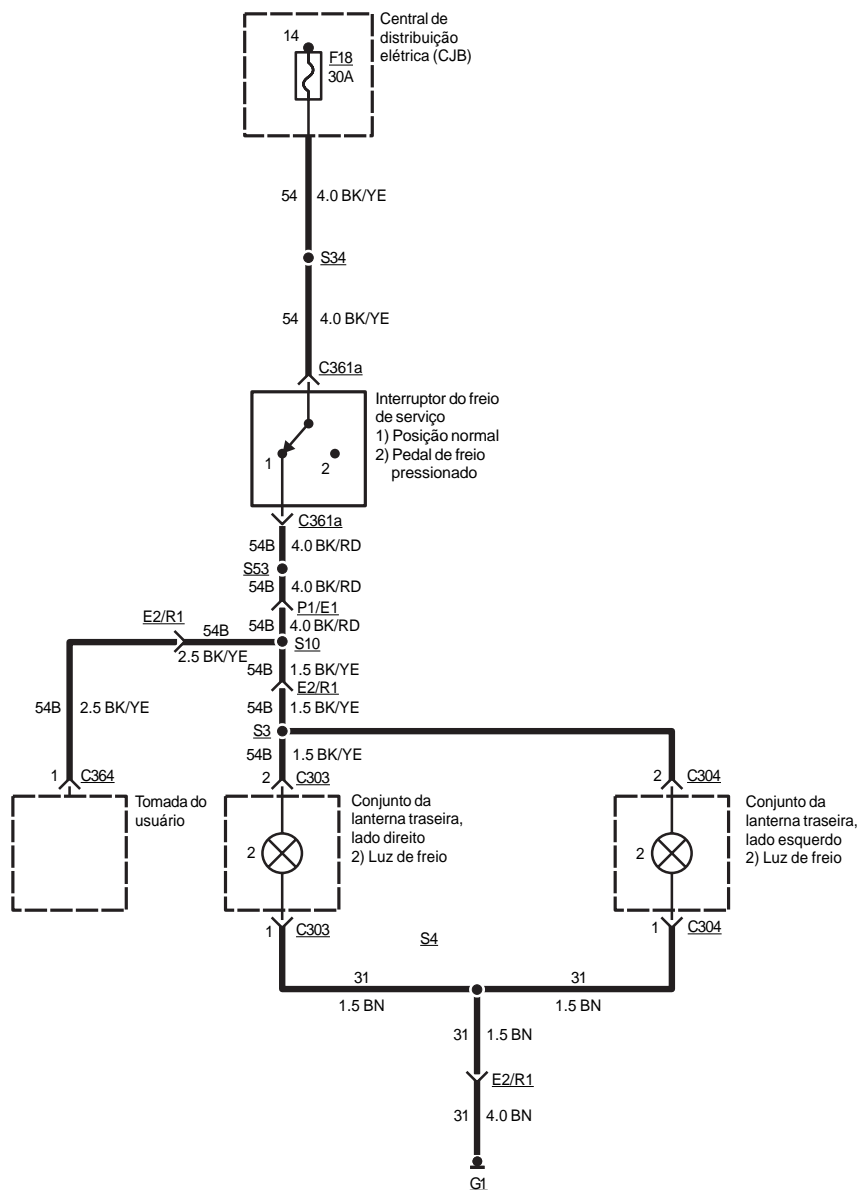 Central de
distribuição
elétrica (CJB)
14
F18
30A
54
4.0 BK/YE
S34
54
4.0 BK/YE
C361a
Interruptor do freio
de serviço
1) Posição normal
2) Pedal de freio
pressionado
1
2
C361a
54B
4.0 BK/RD
S53
54B
4.0 BK/RD
P1/E1
54B
4.0 BK/RD
S10
E2/R1
54B
2.5 BK/YE
54B
1.5 BK/YE
E2/R1
54B
2.5 BK/YE
54B
1.5 BK/YE
S3
54B
1.5 BK/YE
1
C364
2
C303
2
C304
Tomada do
usuário
Conjunto da
lanterna traseira,
lado direito
2) Luz de freio
2
Conjunto da
lanterna traseira,
lado esquerdo
2) Luz de freio
2
1
C303
1
C304
S4
31
1.5 BN
31
1.5 BN
31
1.5 BN
E2/R1
31
4.0 BN
G1